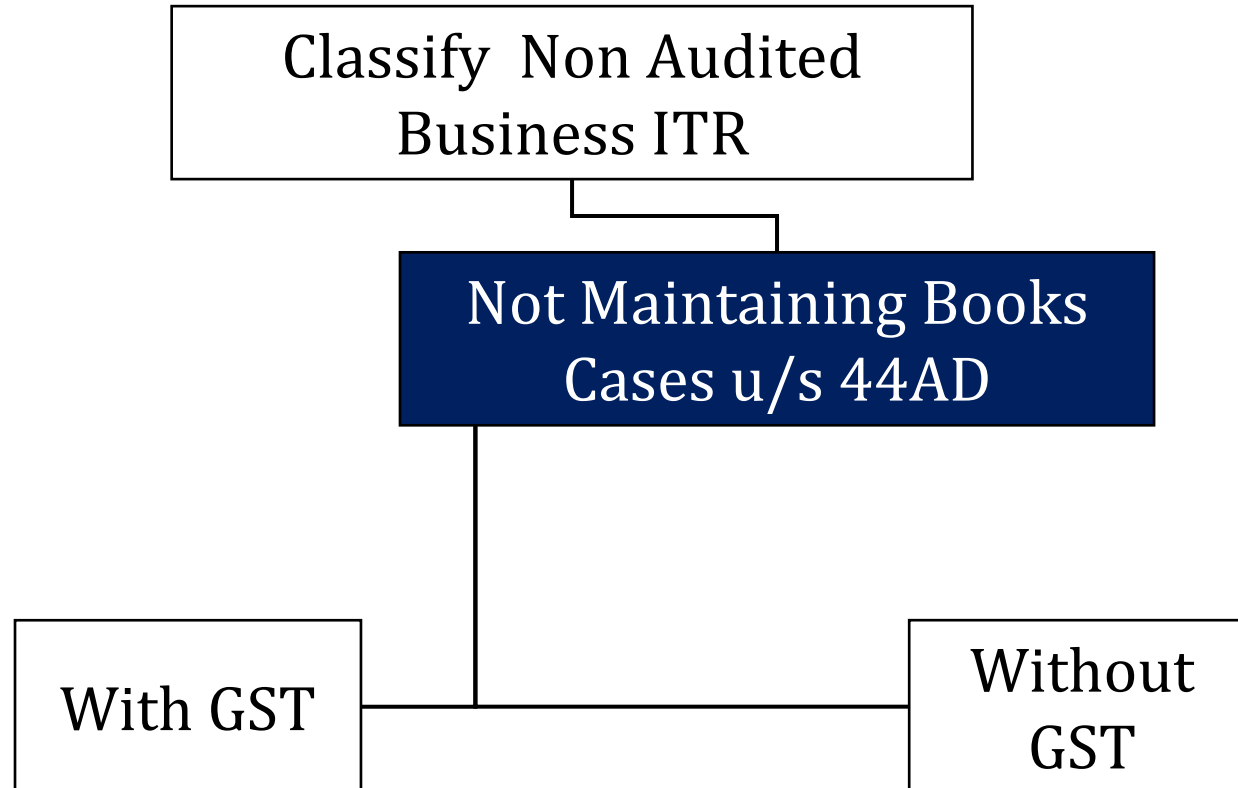 Classify  Non Audited
Business ITR
Not Maintaining Books
Cases u/s 44AD
With GST
Without
GST